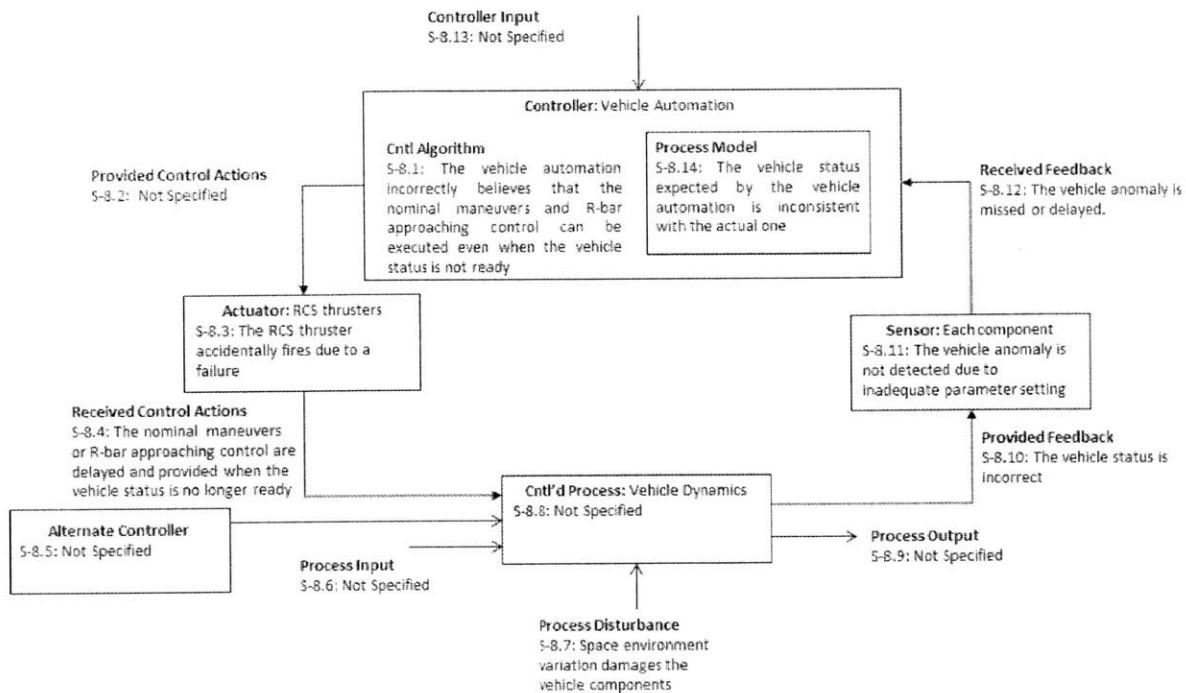 Controller Input
S-8.13: Not Specified
Controller: Vehicle Automation
Cntl Algorithm
S-8.1: The vehicle automation
incorrectly believes that the
nominal maneuvers and R-bar
approaching control can be
executed even when the vehicle
status is not ready
Process Model
S-8.14: The vehicle status
expected by the vehicle
automation is inconsistent
with the actual one
Provided Control Actions
S-8.2: Not Specified
Received Feedback
S-8.12: The vehicle anomaly is
missed or delayed.
Actuator: RCS thrusters
S-8.3: The RCS thruster
accidentally fires due to a
failure
Sensor: Each component
S-8.11: The vehicle anomaly is
not detected due to
inadequate parameter setting
Received Control Actions
S-8.4: The nominal maneuvers
or R-bar approaching control are
delayed and provided when the
vehicle status is no longer ready
Provided Feedback
S-8.10: The vehicle status is
incorrect
Cntl'd Process: Vehicle Dynamics
S-8.8: Not Specified
Alternate Controller
S-8.5: Not Specified
Process Input
S-8.6: Not Specified
Process Output
S-8.9: Not Specified
Process Disturbance
S-8.7: Space environment
variation damages the
vehicle components